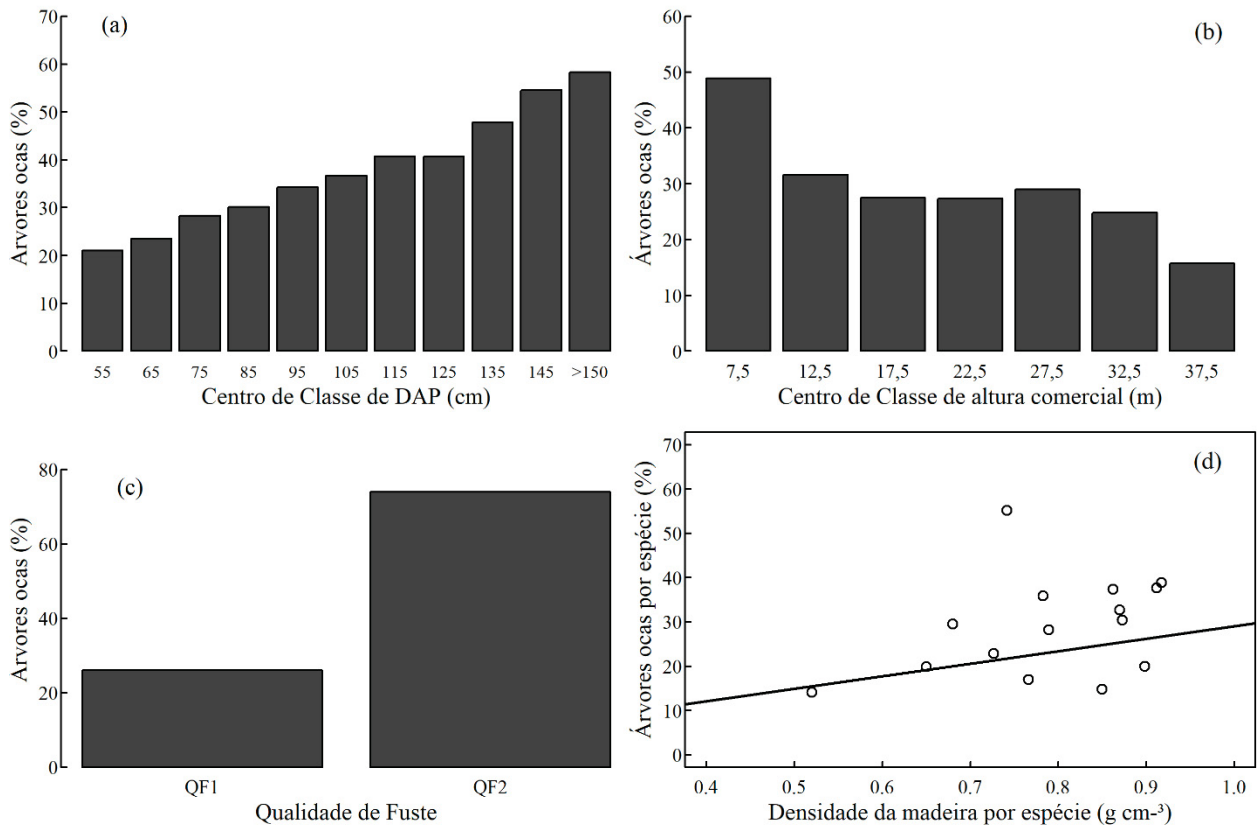 (a)
Árvores ocas (%)
70
60
50
40
30
20
10
0
55 65 75 85 95 105 115 125 135 145 >150
Centro de Classe de DAP (cm)
(b)
Árvores ocas (%)
60
50
40
30
20
10
0
7,5 12,5 17,5 22,5 27,5 32,5 37,5
Centro de Classe de altura comercial (m)
(c)
Árvores ocas (%)
80
60
40
20
0
QF1 QF2
Qualidade de Fuste
(d)
Árvores ocas por espécie (%)
70
60
50
40
30
20
10
0
0.4 0.5 0.6 0.7 0.8 0.9 1.0
Densidade da madeira por espécie (g cm-³)